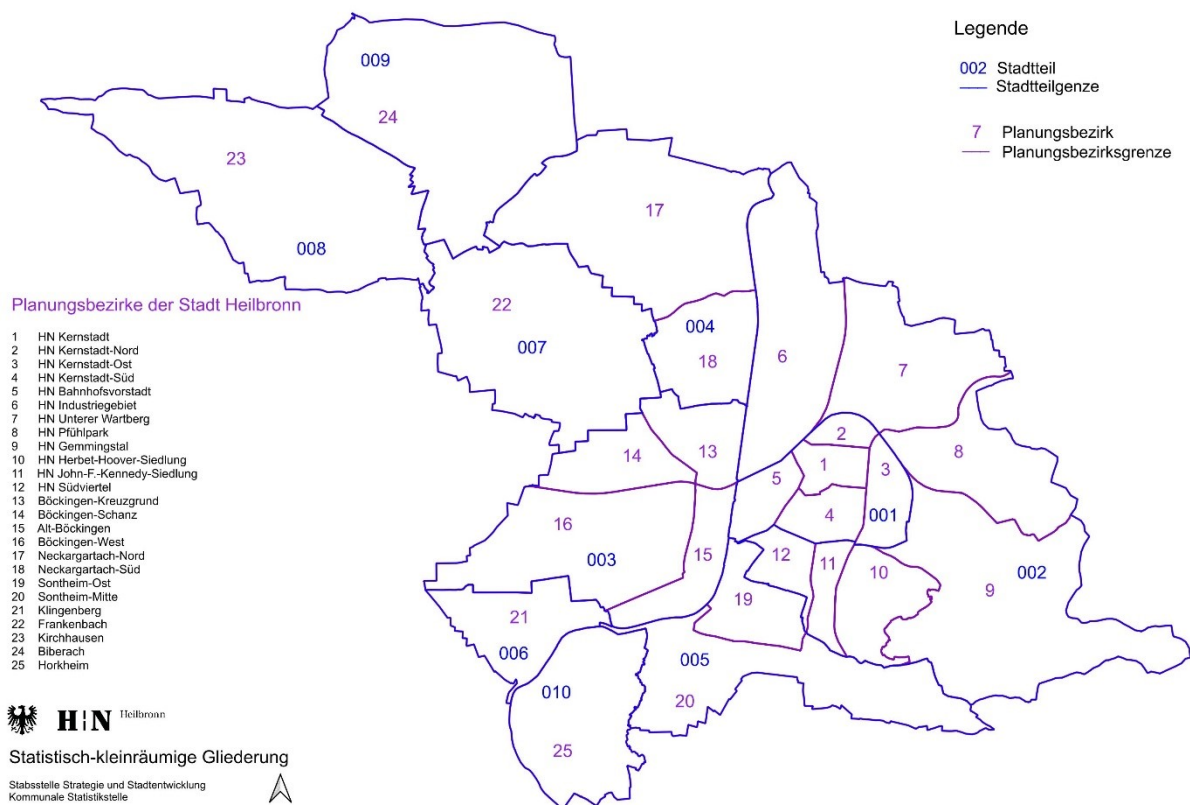 Legende
002 Stadtteil
Stadtteilgenze
7 Planungsbezirk
Planungsbezirksgrenze
009
24
23
17
008
22
004
007
18
6
7
2
14
13
1
3
8
5
16
4
001
003
15
12
11
10
002
9
21
19
006
005
010
20
25
Planungsbezirke der Stadt Heilbronn
1 HN Kernstadt
2 HN Kernstadt-Nord
3 HN Kernstadt-Ost
4 HN Kernstadt-Süd
5 HN Bahnhofsvorstadt
6 HN Industriegebiet
7 HN Unterer Wartberg
8 HN Pfühlpark
9 HN Gemmingstal
10 HN Herbet-Hoover-Siedlung
11 HN John-F.-Kennedy-Siedlung
12 HN Südviertel
13 Böckingen-Kreuzgrund
14 Böckingen-Schanz
15 Alt-Böckingen
16 Böckingen-West
17 Neckargartach-Nord
18 Neckargartach-Süd
19 Sontheim-Ost
20 Sontheim-Mitte
21 Klingenberg
22 Frankenbach
23 Kirchhausen
24 Biberach
25 Horkheim
H|N Heilbronn
Statistisch-kleinräumige Gliederung
Stabsstelle Strategie und Stadtentwicklung
Kommunale Statistikstelle